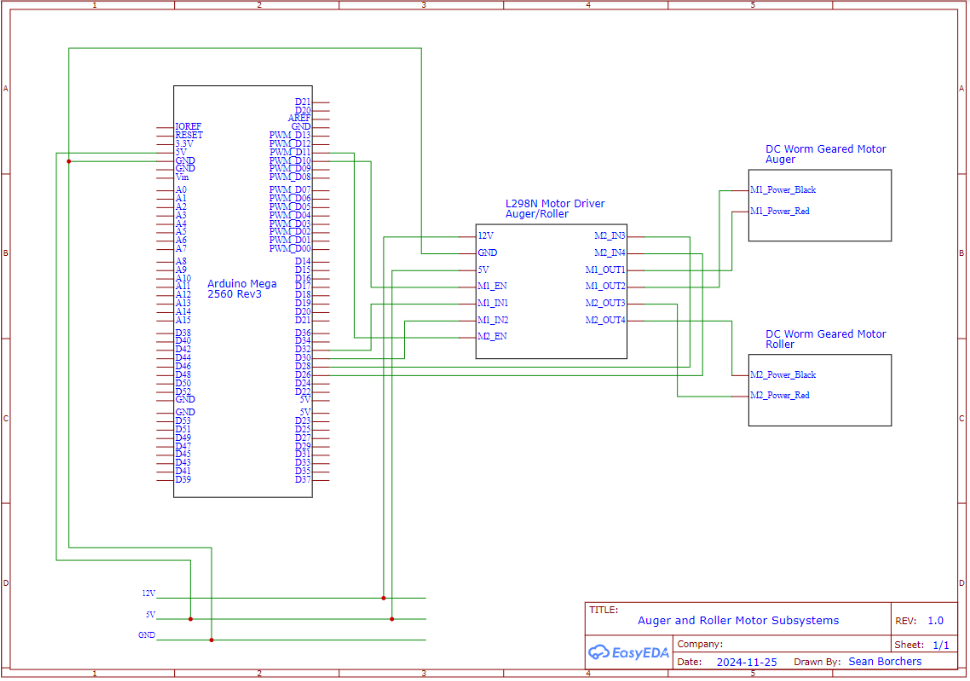 1 2 3 4 5
A A
B B
C C
D D
D21
D20
AREF
IOREF GND
RESET PWM_D13
3.3V PWM_D12
5V PWM_D11
GND PWM_D10
GND PWM_D09
Vin PWM_D08
A0 PWM_D07
A1 PWM_D06
A2 PWM_D05
A3 PWM_D04
A4 PWM_D03
A5 PWM_D02
A6 PWM_D01
A7 PWM_D00
A8 D14
A9 D15
A10 D16
A11 D17
A12 D18
A13 D19
A14 D20
A15 D21
Arduino Mega
2560 Rev3
D38 D36
D40 D34
D42 D32
D44 D30
D46 D28
D48 D26
D50 D24
D52 D22
GND 5V
GND 5V
D53 D23
D51 D25
D49 D27
D47 D29
D45 D31
D43 D33
D41 D35
D39 D37
L298N Motor Driver
Auger/Roller
12V M2_IN3
GND M2_IN4
5V M1_OUT1
M1_EN M1_OUT2
M1_IN1 M2_OUT3
M1_IN2 M2_OUT4
M2_EN
DC Worm Geared Motor
Auger
M1_Power_Black
M1_Power_Red
DC Worm Geared Motor
Roller
M2_Power_Black
M2_Power_Red
12V
5V
GND
TITLE:
Auger and Roller Motor Subsystems
REV: 1.0
EasyEDA
Company:
Sheet: 1/1
Date: 2024-11-25 Drawn By: Sean Borchers
1 2 3 4 5